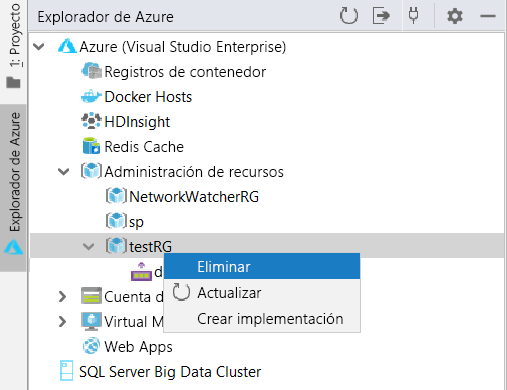 Explorador de Azure
1: Proyecto
Explorador de Azure
Azure (Visual Studio Enterprise)
Registros de contenedor
Docker Hosts
HDInsight
Redis Cache
Administración de recursos
NetworkWatcherRG
sp
testRG
d
Eliminar
Actualizar
Crear implementación
Cuenta d
Virtual M
Web Apps
SQL Server Big Data Cluster